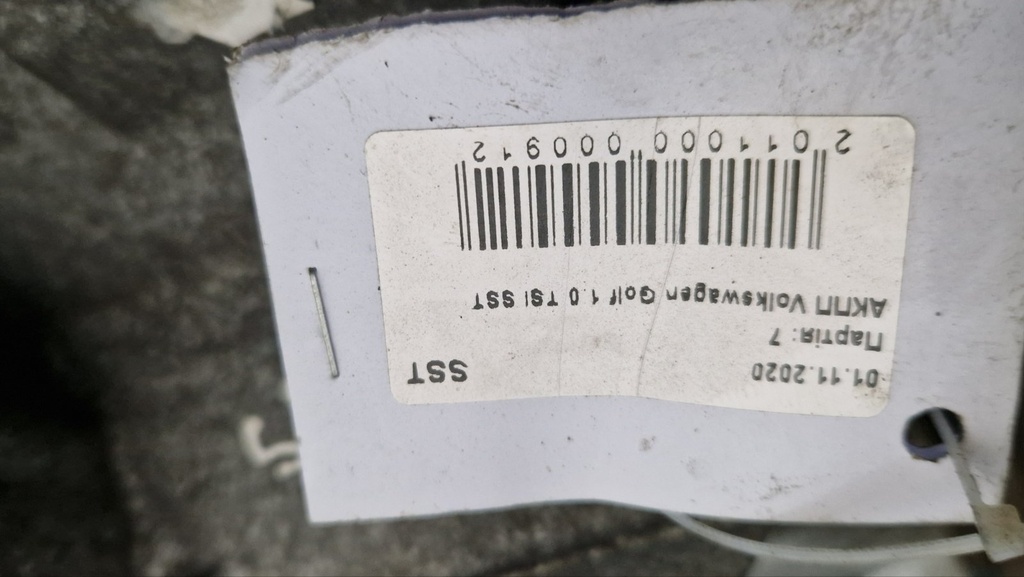 01.11.2020 SST
Партія: 7
АКПП Volkswagen Golf 1.0 TSI SST
2 011000 000912